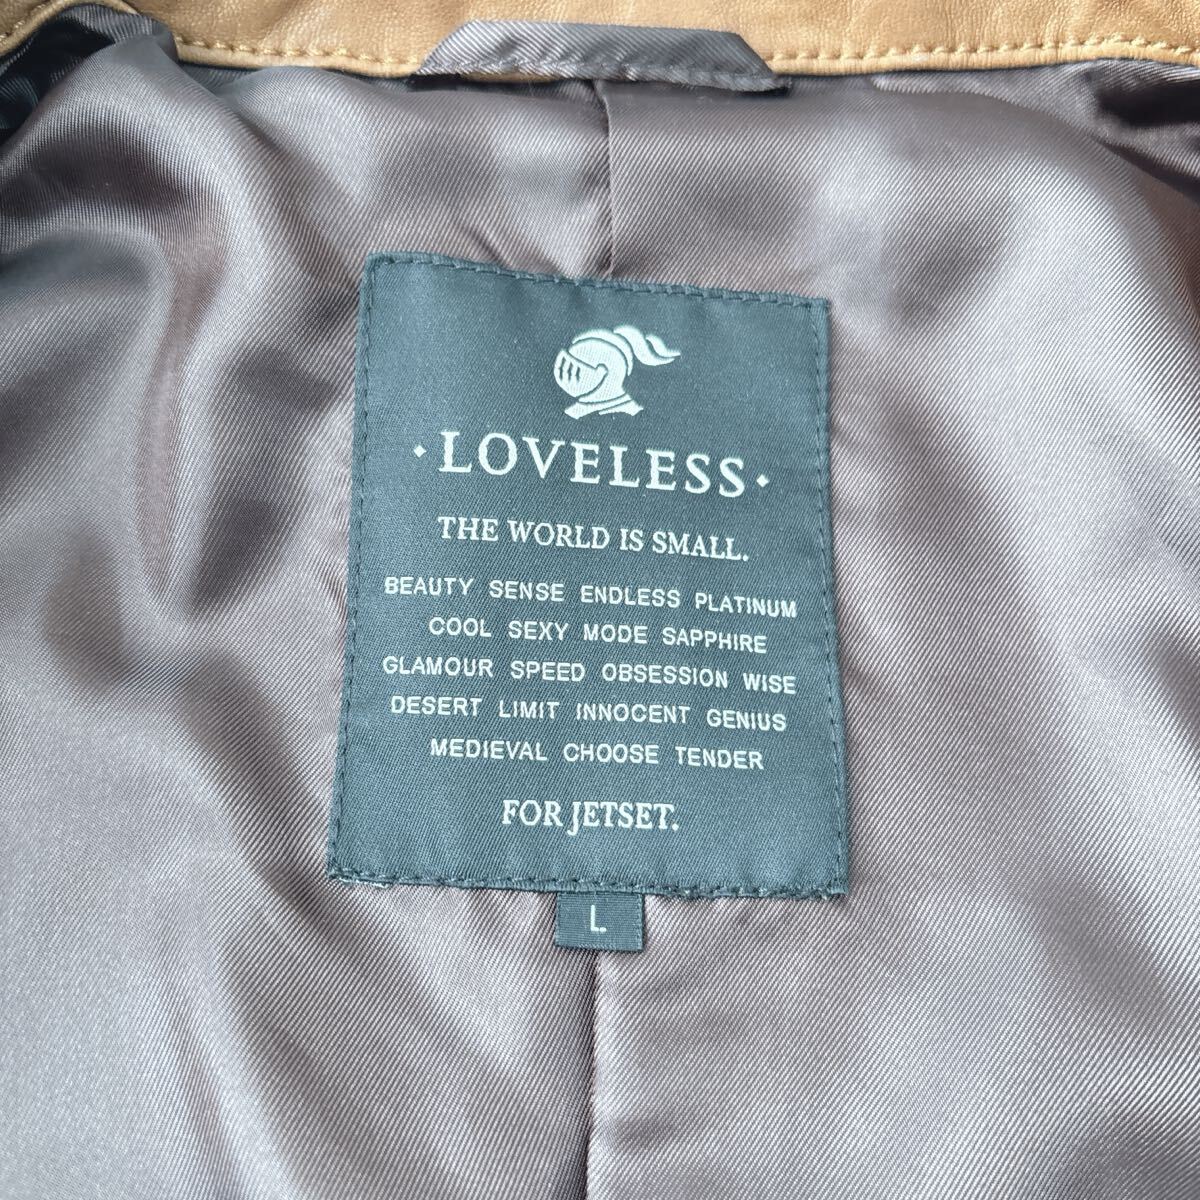 · LOVELESS ·
THE WORLD IS SMALL.
BEAUTY SENSE ENDLESS PLATINUM
COOL SEXY MODE SAPPHIRE
GLAMOUR SPEED OBSESSION WISE
DESERT LIMIT INNOCENT GENIUS
MEDIEVAL CHOOSE TENDER
FOR JETSET.
L